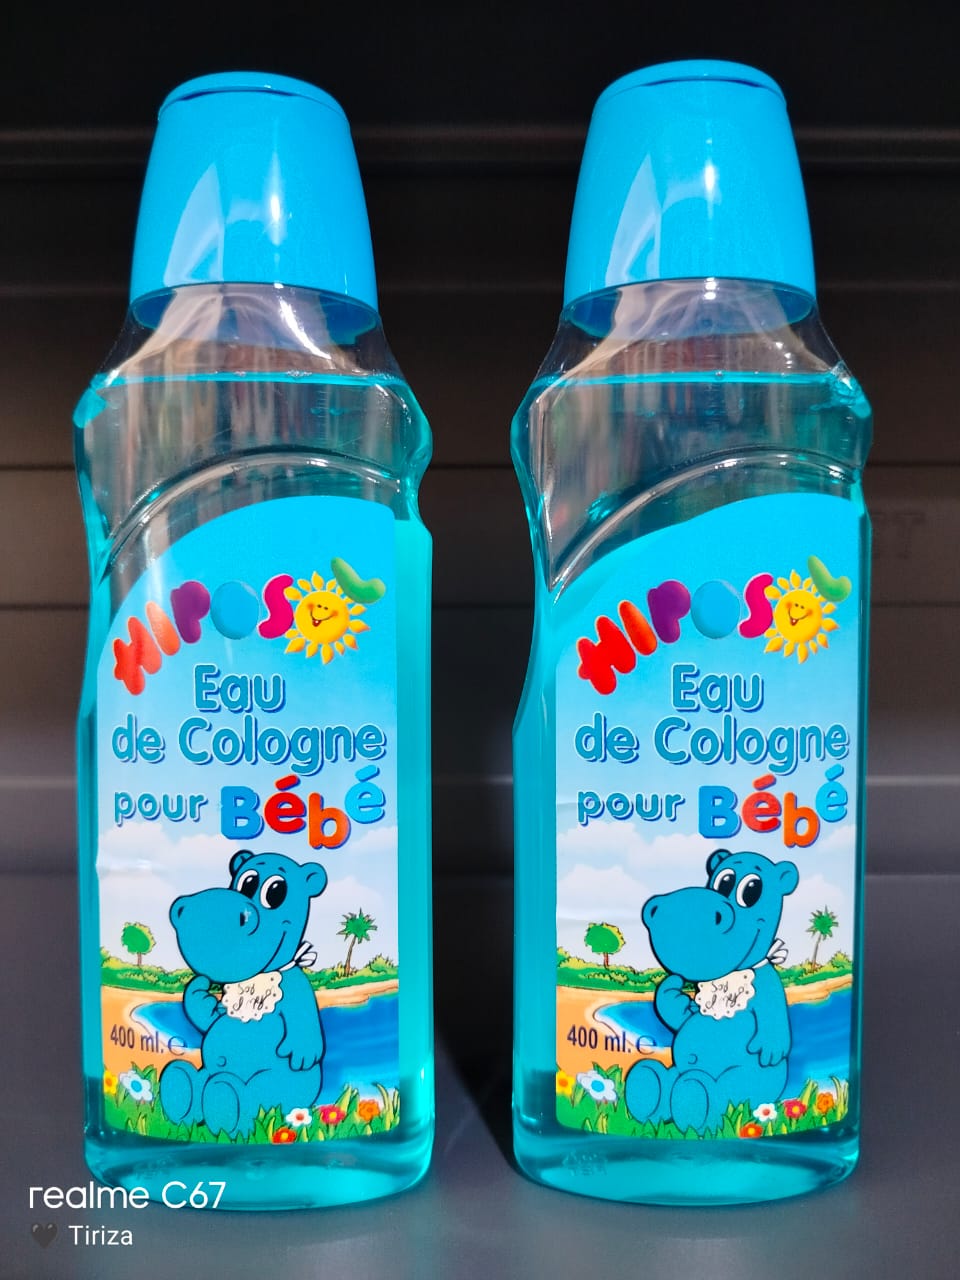 HIPOSOL
Eau
de Cologne
pour Bébé
400 ml. e
HIPOSOL
Eau
de Cologne
pour Bébé
400 ml. e
realme C67
🖤 Tiriza